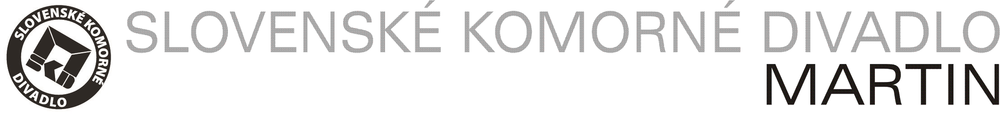 SLOVENSKÉ KOMORNÉ
DIVADLO
SKD
SLOVENSKÉ KOMORNÉ DIVADLO
MARTIN